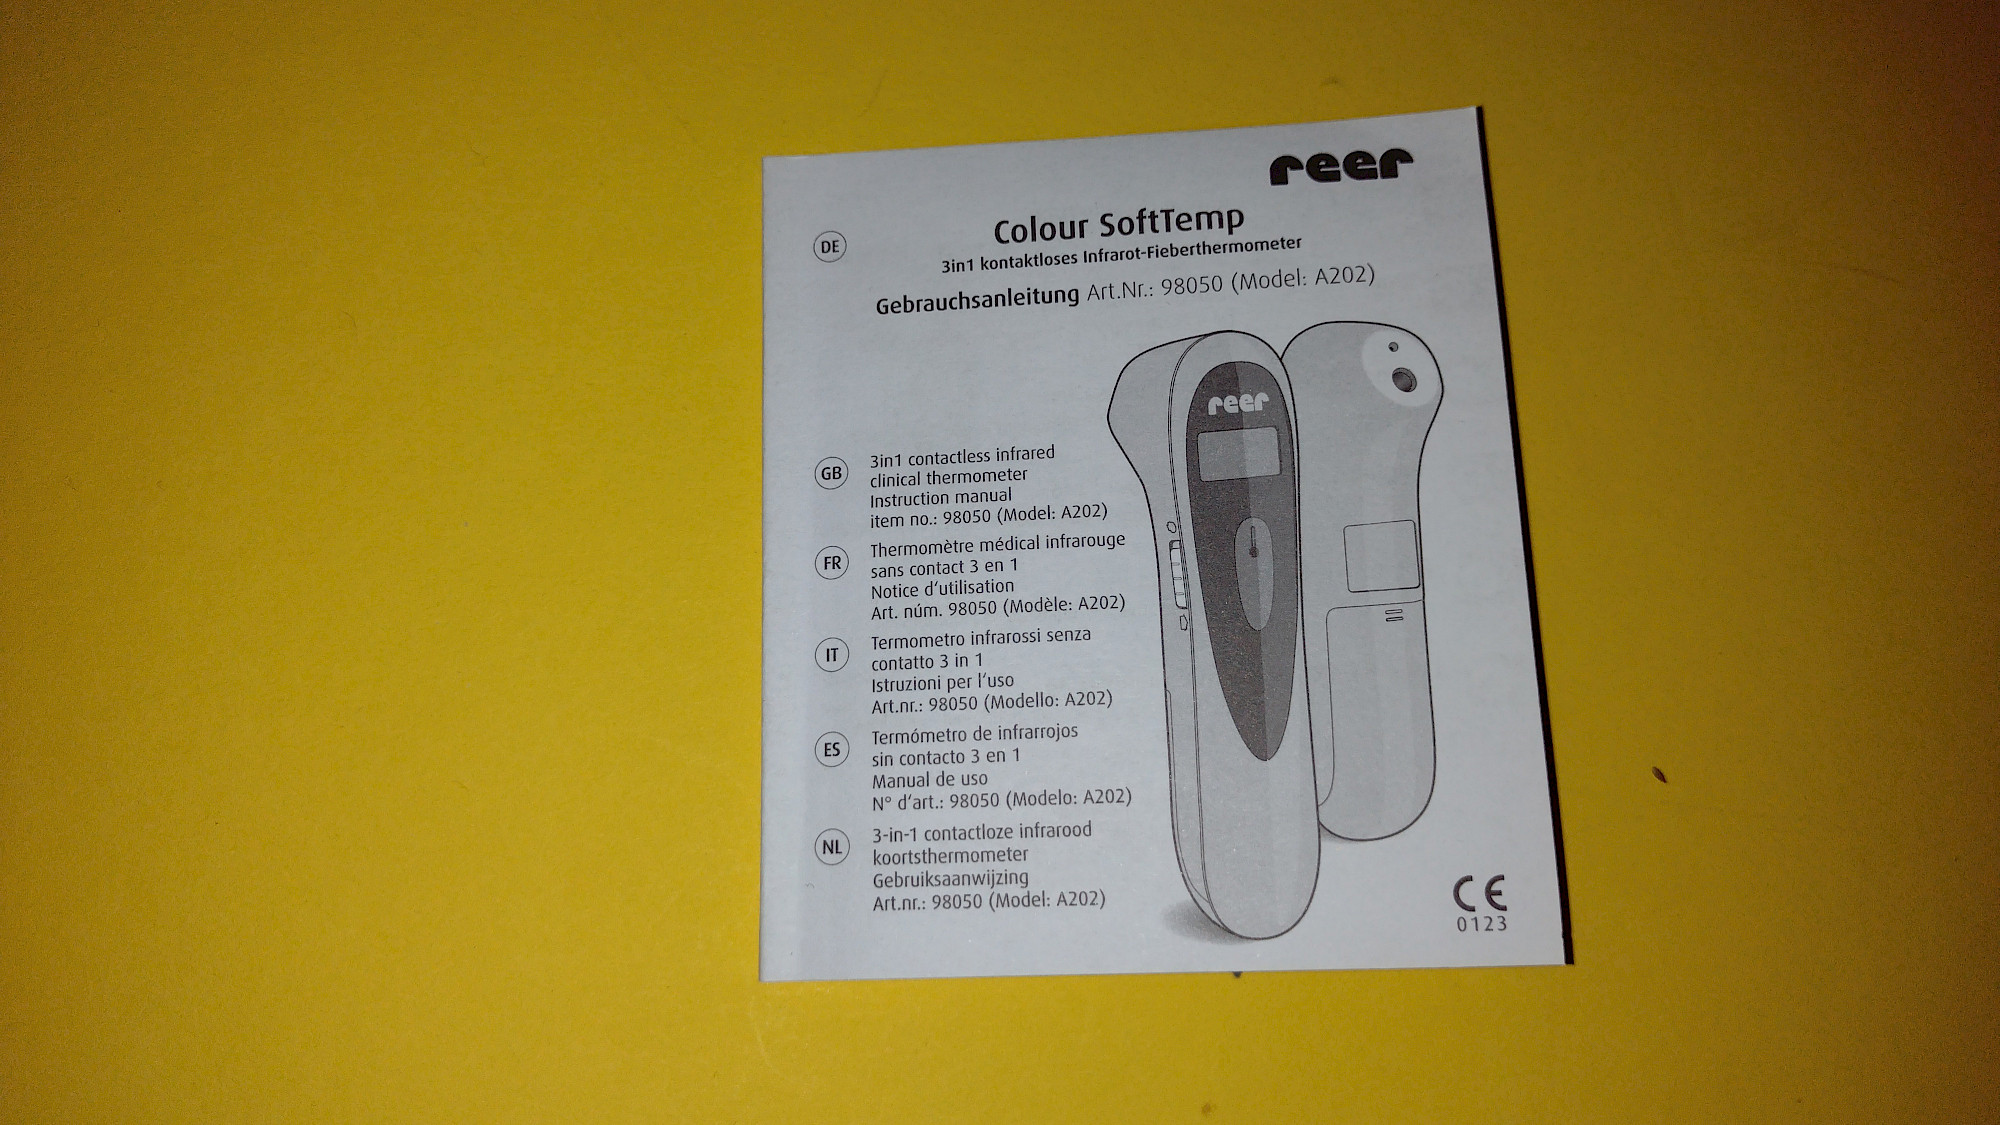 reer
DE
Colour SoftTemp
3in1 kontaktloses Infrarot-Fieberthermometer
Gebrauchsanleitung Art.Nr.: 98050 (Model: A202)
reer
GB
3in1 contactless infrared
clinical thermometer
Instruction manual
item no.: 98050 (Model: A202)
FR
Thermomètre médical infrarouge
sans contact 3 en 1
Notice d'utilisation
Art. núm. 98050 (Modèle: A202)
IT
Termometro infrarossi senza
contatto 3 in 1
Istruzioni per l'uso
Art.nr.: 98050 (Modello: A202)
ES
Termómetro de infrarrojos
sin contacto 3 en 1
Manual de uso
N° d'art.: 98050 (Modelo: A202)
NL
3-in-1 contactloze infrarood
koortsthermometer
Gebruiksaanwijzing
Art.nr.: 98050 (Model: A202)
CE
0123